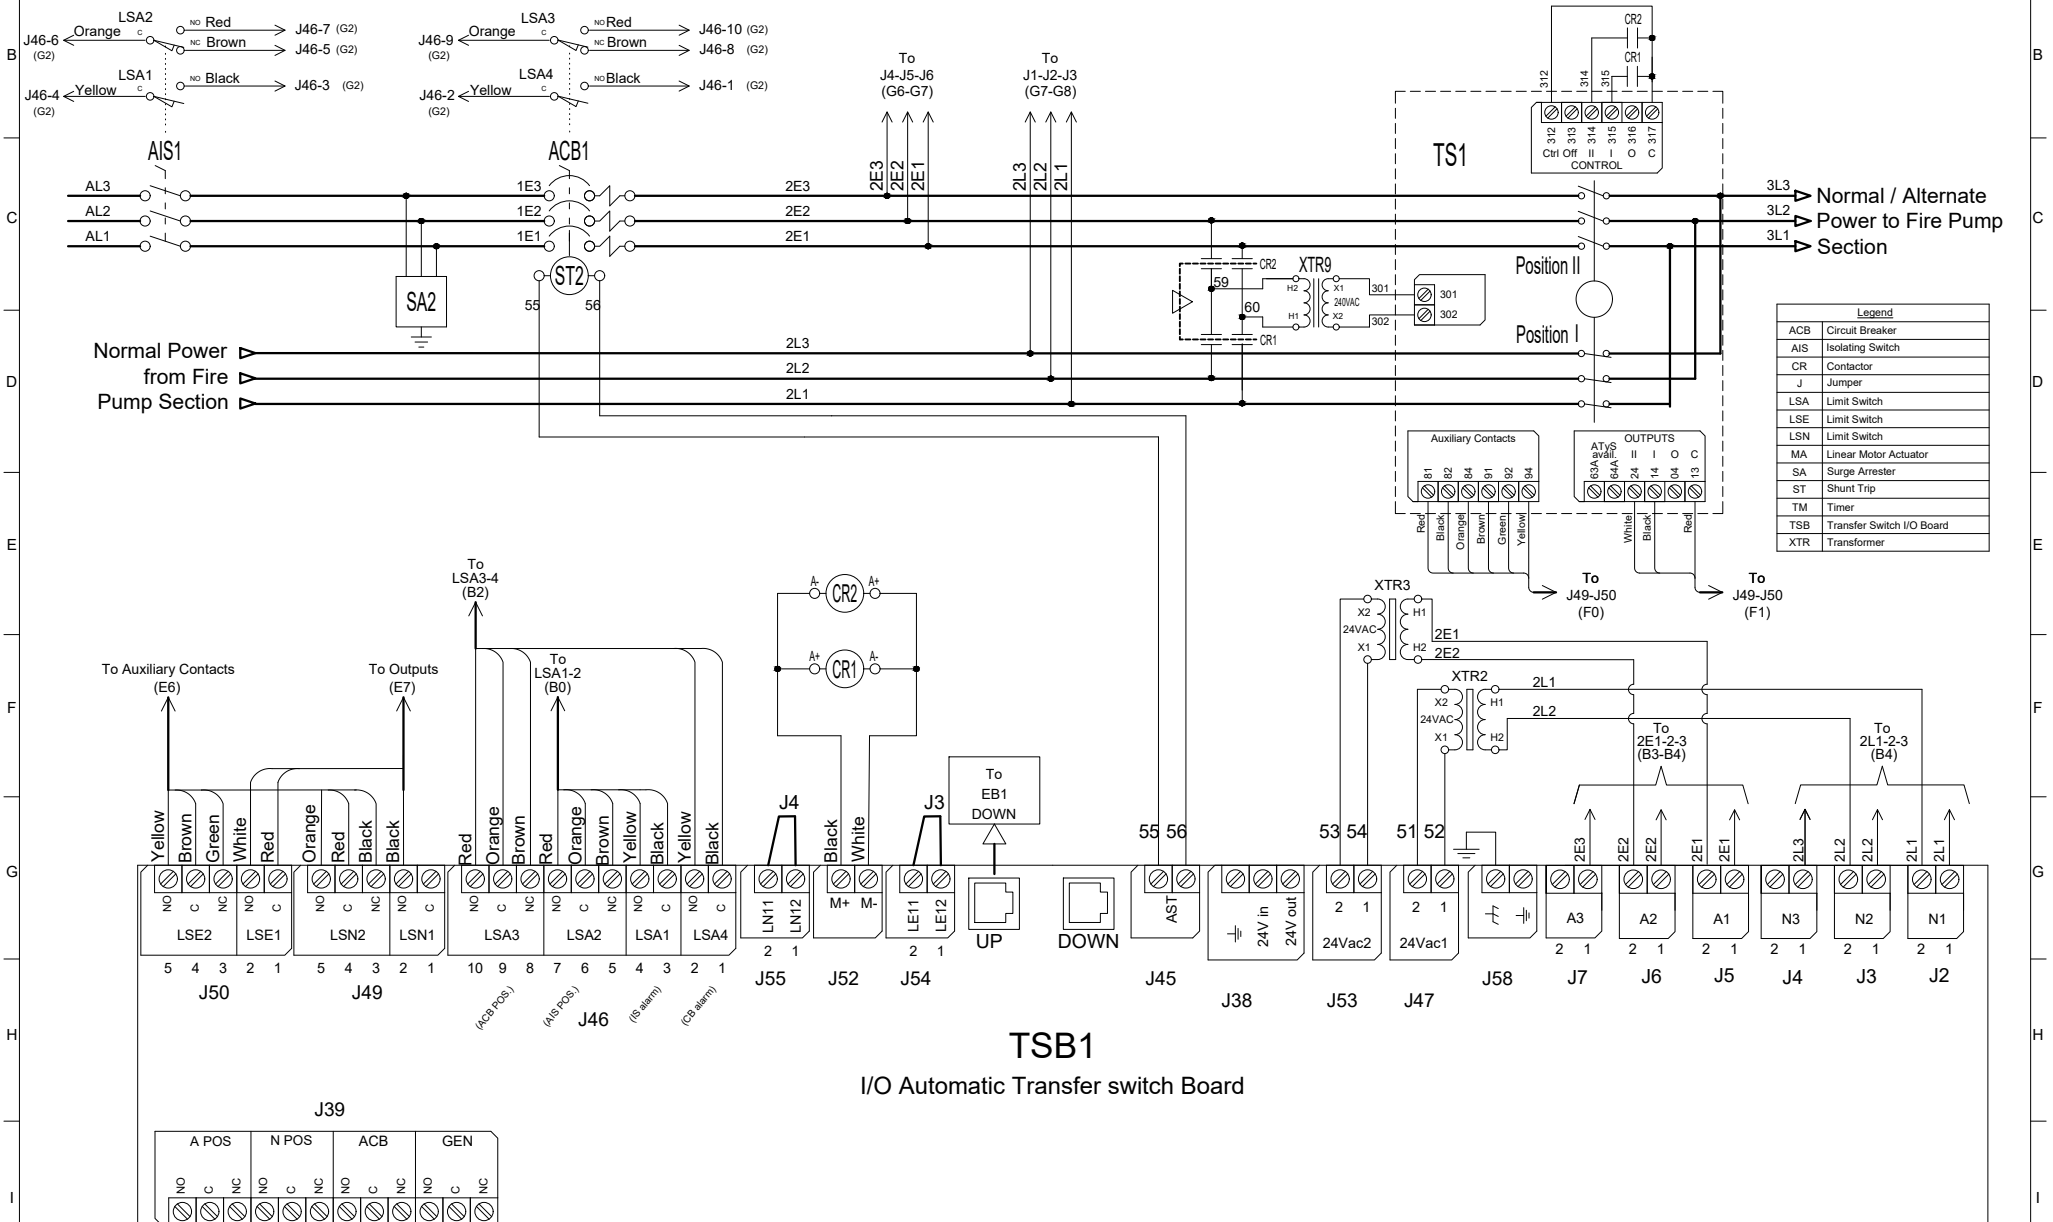 LSA2
Orange
C
NO Red
NC Brown
J46-6
(G2)
J46-7 (G2)
J46-5 (G2)
LSA1
Yellow
C
NO Black
J46-4
(G2)
J46-3 (G2)
LSA3
Orange
C
NO Red
NC Brown
J46-9
(G2)
J46-10 (G2)
J46-8 (G2)
LSA4
Yellow
C
NO Black
J46-2
(G2)
J46-1 (G2)
To
J4-J5-J6
(G6-G7)
To
J1-J2-J3
(G7-G8)
CR2
CR1
312
314
315
312 313 314 315 316 317
Ctrl Off II I O C
CONTROL
TS1
B
B
AIS1
ACB1
2E3
2E2
2E1
2L3
2L2
2L1
AL3
1E3
2E3
3L3
Normal / Alternate
AL2
1E2
2E2
3L2
Power to Fire Pump
AL1
1E1
2E1
3L1
Section
C
C
SA2
ST2
55
56
59
60
CR2
CR1
XTR9
H2
H1
X1
240VAC
X2
301
302
301
302
Position II
Position I
Normal Power
from Fire
Pump Section
2L3
2L2
2L1
D
D
Legend
ACB Circuit Breaker
AIS Isolating Switch
CR Contactor
J Jumper
LSA Limit Switch
LSE Limit Switch
LSN Limit Switch
MA Linear Motor Actuator
SA Surge Arrester
ST Shunt Trip
TM Timer
TSB Transfer Switch I/O Board
XTR Transformer
Auxiliary Contacts
81 82 84 91 92 94
Red Black Orange Brown Green Yellow
OUTPUTS
ATyS
avail. II I O C
63A 64A 24 14 04 13
White Black Red
To
J49-J50
(F0)
To
J49-J50
(F1)
E
E
To
LSA3-4
(B2)
To
LSA1-2
(B0)
A- CR2 A+
A+ CR1 A-
XTR3
X2
24VAC
X1
H1
H2
2E1
2E2
XTR2
X2
24VAC
X1
H1
H2
2L1
2L2
To Auxiliary Contacts
(E6)
To Outputs
(E7)
To
2E1-2-3
(B3-B4)
To
2L1-2-3
(B4)
F
F
To
EB1
DOWN
J4
J3
Yellow Brown Green White Red
Orange Red Black Black
Red Orange Brown Red Orange Brown Yellow Black Yellow Black
Black White
55 56
53 54
51 52
2E3 2E2 2E2 2E1 2E1
2L3 2L2 2L2 2L1 2L1
G
G
NO C NC NO C
LSE2 LSE1
5 4 3 2 1
J50
NO C NC NO C
LSN2 LSN1
5 4 3 2 1
J49
NO C NC NO C NC NO C NO C
LSA3 LSA2 LSA1 LSA4
10 9 8 7 6 5 4 3 2 1
(ACB POS.) (AIS POS.) (IS alarm) (CB alarm)
J46
LN11 LN12
2 1
J55
M+ M-
J52
LE11 LE12
2 1
J54
UP
DOWN
AST
J45
24V in 24V out
J38
2 1
24Vac2
J53
2 1
24Vac1
J47
J58
A3
2 1
J7
A2
2 1
J6
A1
2 1
J5
N3
2 1
J4
N2
2 1
J3
N1
2 1
J2
H
H
TSB1
I/O Automatic Transfer switch Board
J39
A POS N POS ACB GEN
NO C NC NO C NC NO C NC NO C NC
I
I